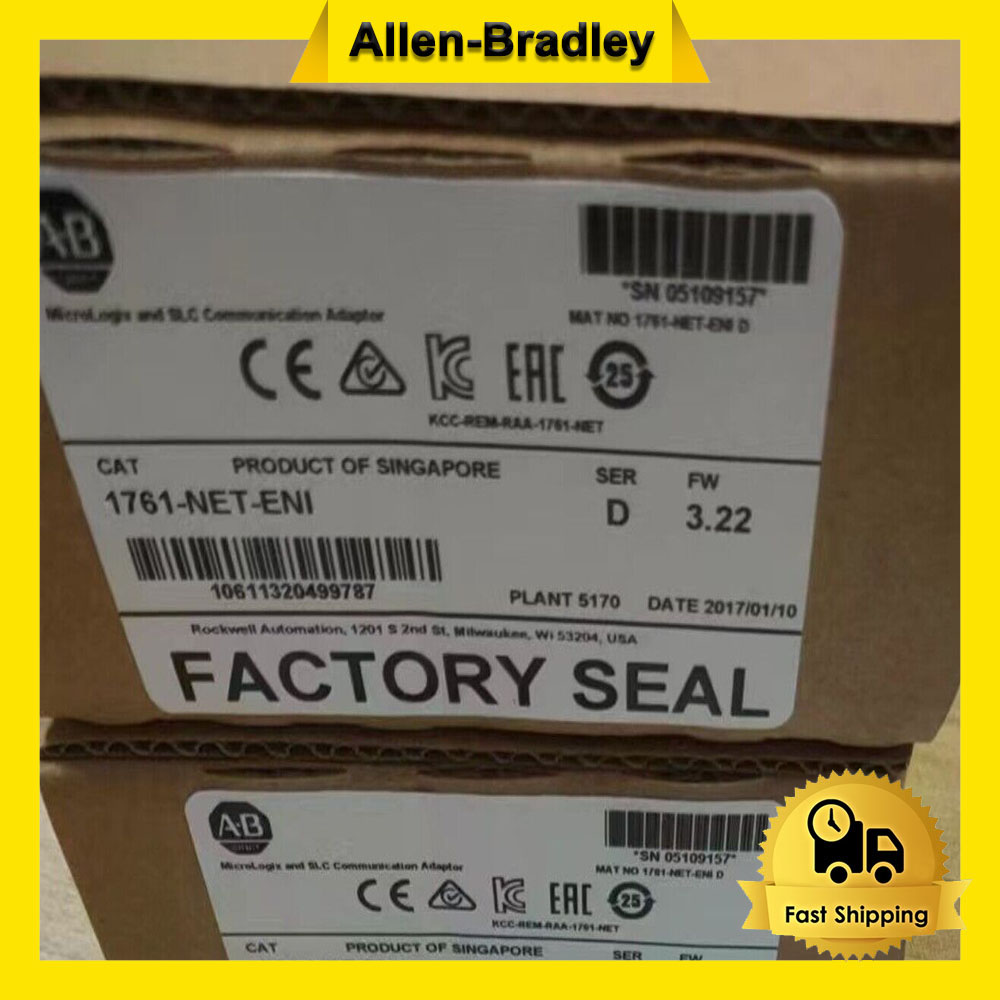 Allen-Bradley
A-B
*SN 05109157*
MicroLogix and SLC Communication Adaptor
MAT NO 1761-NET-ENI D
CE KC EAC 25
KCC-REM-RAA-1761-NET
CAT PRODUCT OF SINGAPORE SER FW
1761-NET-ENI D 3.22
10611320499787
PLANT 5170 DATE 2017/01/10
Rockwell Automation, 1201 S 2nd St, Milwaukee, Wi 53204, USA
FACTORY SEAL
A-B
*SN 05109157*
MicroLogix and SLC Communication Adaptor
MAT NO 1761-NET-ENI D
CE KC EAC 25
KCC-REM-RAA-1761-NET
CAT PRODUCT OF SINGAPORE SER FW
Fast Shipping